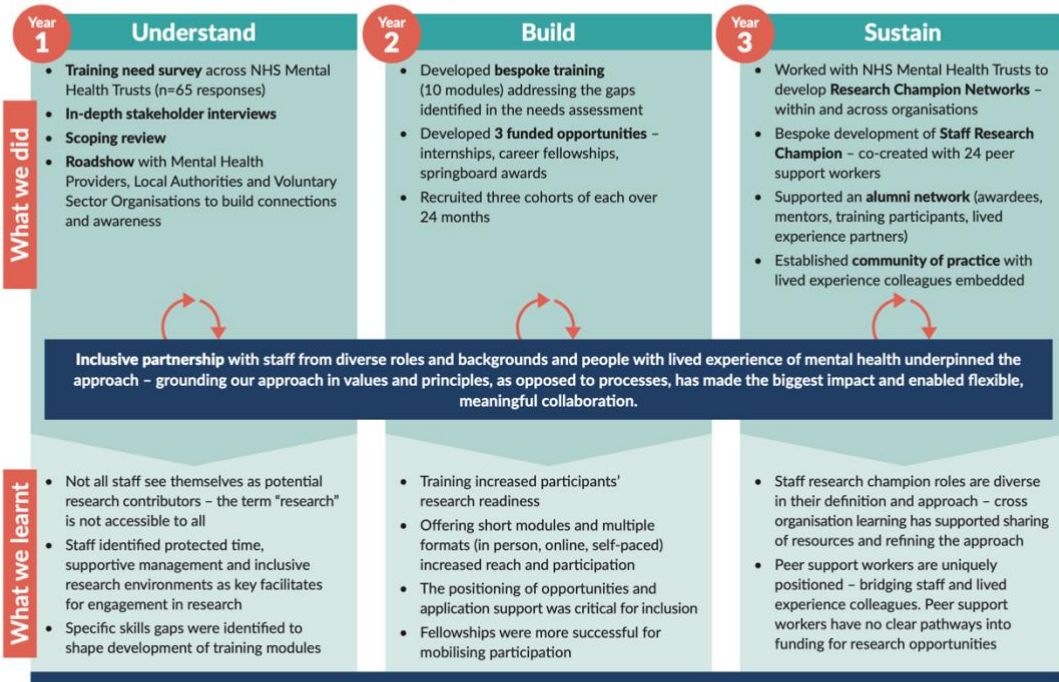 Year
1
Understand
Year
2
Build
Year
3
Sustain
What we did
• Training need survey across NHS Mental
Health Trusts (n=65 responses)
• In-depth stakeholder interviews
• Scoping review
• Roadshow with Mental Health
Providers, Local Authorities and Voluntary
Sector Organisations to build connections
and awareness
• Developed bespoke training
(10 modules) addressing the gaps
identified in the needs assessment
• Developed 3 funded opportunities –
internships, career fellowships,
springboard awards
• Recruited three cohorts of each over
24 months
• Worked with NHS Mental Health Trusts to
develop Research Champion Networks –
within and across organisations
• Bespoke development of Staff Research
Champion – co-created with 24 peer
support workers
• Supported an alumni network (awardees,
mentors, training participants, lived
experience partners)
• Established community of practice with
lived experience colleagues embedded
Inclusive partnership with staff from diverse roles and backgrounds and people with lived experience of mental health underpinned the
approach – grounding our approach in values and principles, as opposed to processes, has made the biggest impact and enabled flexible,
meaningful collaboration.
What we learnt
• Not all staff see themselves as potential
research contributors – the term “research”
is not accessible to all
• Staff identified protected time,
supportive management and inclusive
research environments as key facilitates
for engagement in research
• Specific skills gaps were identified to
shape development of training modules
• Training increased participants’
research readiness
• Offering short modules and multiple
formats (in person, online, self-paced)
increased reach and participation
• The positioning of opportunities and
application support was critical for inclusion
• Fellowships were more successful for
mobilising participation
• Staff research champion roles are diverse
in their definition and approach – cross
organisation learning has supported sharing
of resources and refining the approach
• Peer support workers are uniquely
positioned – bridging staff and lived
experience colleagues. Peer support
workers have no clear pathways into
funding for research opportunities